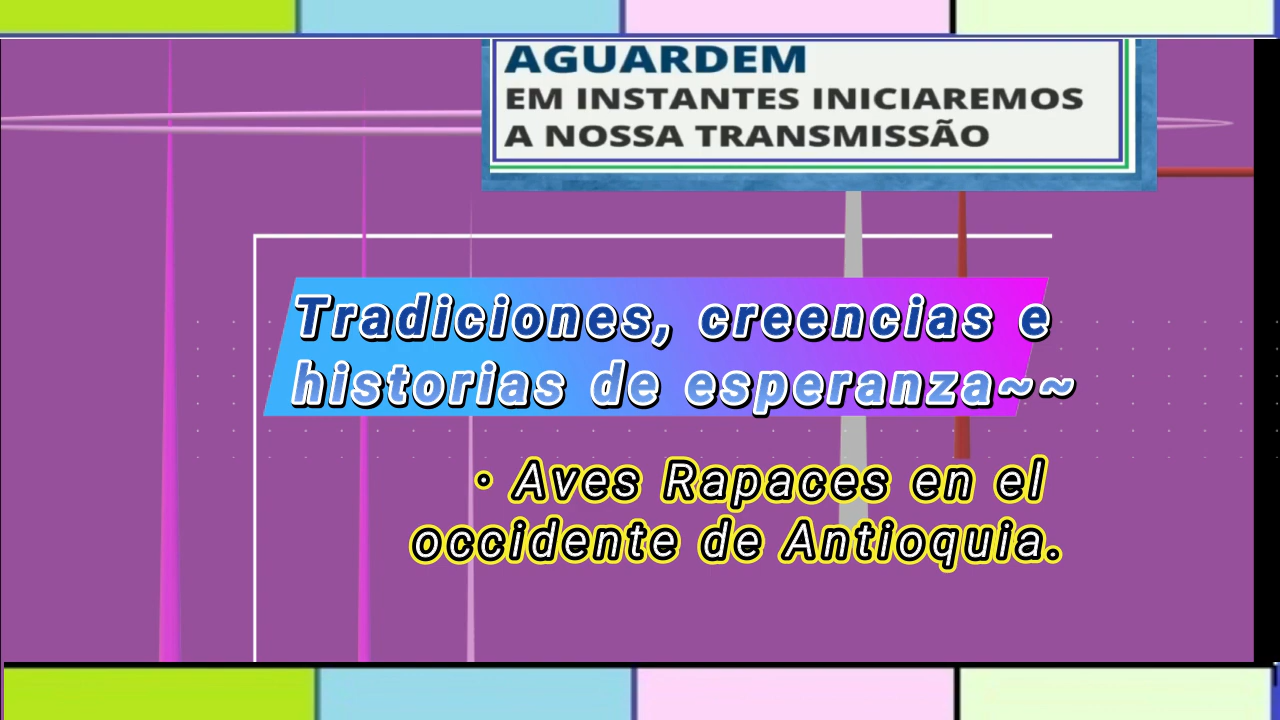 AGUARDEM
EM INSTANTES INICIAREMOS
A NOSSA TRANSMISSÃO
Tradiciones, creencias e
historias de esperanza~~
• Aves Rapaces en el
occidente de Antioquia.